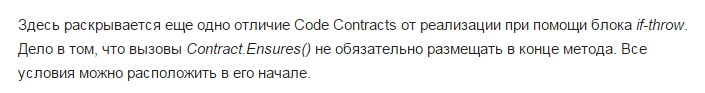 Здесь раскрывается еще одно отличие Code Contracts от реализации при помощи блока if-throw.
Дело в том, что вызовы Contract.Ensures() не обязательно размещать в конце метода. Все
условия можно расположить в его начале.